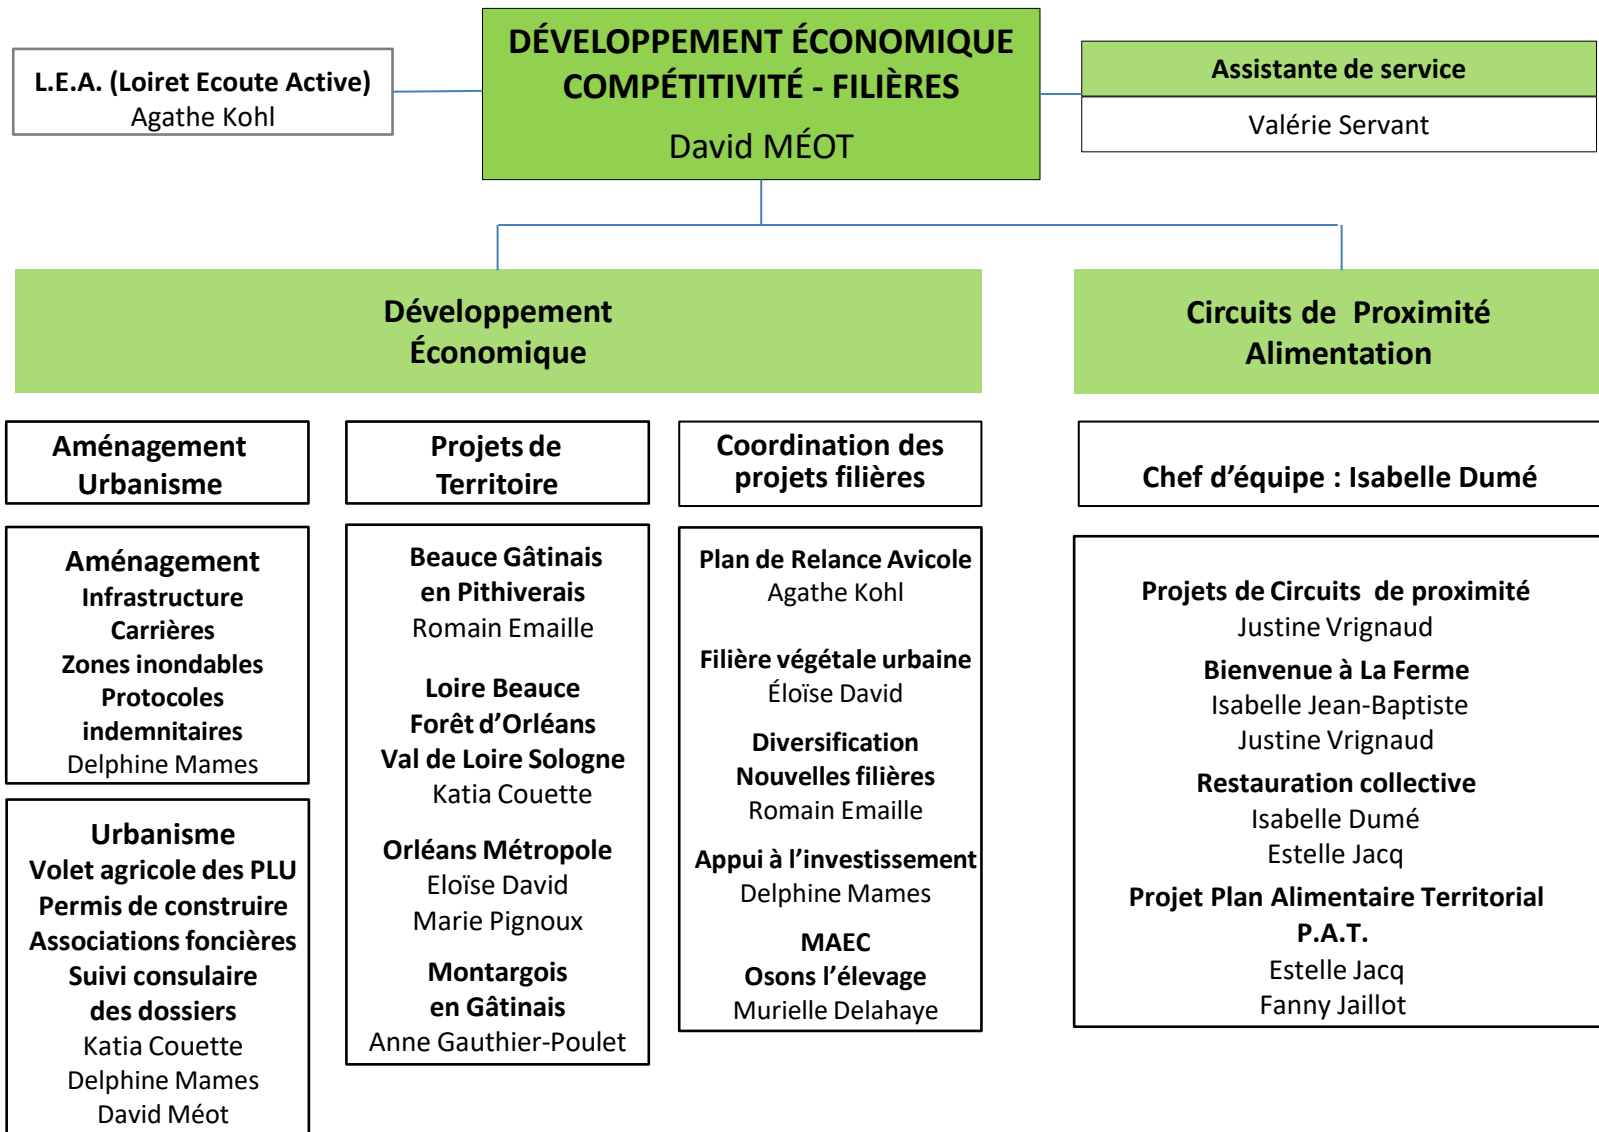 DÉVELOPPEMENT ÉCONOMIQUE
COMPÉTITIVITÉ - FILIÈRES
David MÉOT
L.E.A. (Loiret Ecoute Active)
Agathe Kohl
Assistante de service
Valérie Servant
Développement
Économique
Circuits de Proximité
Alimentation
Aménagement
Urbanisme
Aménagement
Infrastructure
Carrières
Zones inondables
Protocoles
indemnitaires
Delphine Mames
Urbanisme
Volet agricole des PLU
Permis de construire
Associations foncières
Suivi consulaire
des dossiers
Katia Couette
Delphine Mames
David Méot
Projets de
Territoire
Beauce Gâtinais
en Pithiverais
Romain Emaille
Loire Beauce
Forêt d’Orléans
Val de Loire Sologne
Katia Couette
Orléans Métropole
Eloïse David
Marie Pignoux
Montargois
en Gâtinais
Anne Gauthier-Poulet
Coordination des
projets filières
Plan de Relance Avicole
Agathe Kohl
Filière végétale urbaine
Éloïse David
Diversification
Nouvelles filières
Romain Emaille
Appui à l’investissement
Delphine Mames
MAEC
Osons l’élevage
Murielle Delahaye
Chef d’équipe : Isabelle Dumé
Projets de Circuits de proximité
Justine Vrignaud
Bienvenue à La Ferme
Isabelle Jean-Baptiste
Justine Vrignaud
Restauration collective
Isabelle Dumé
Estelle Jacq
Projet Plan Alimentaire Territorial
P.A.T.
Estelle Jacq
Fanny Jaillot